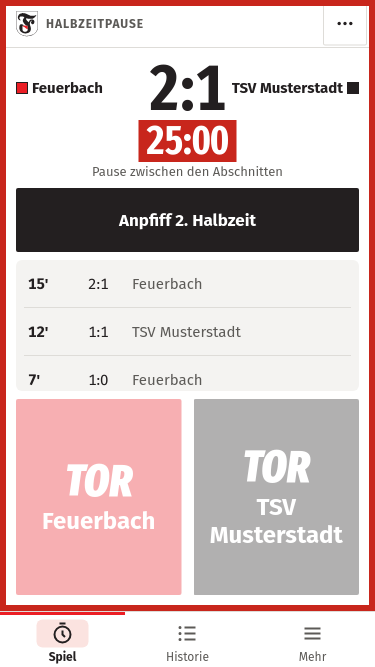 HALBZEITPAUSE
Feuerbach
2:1
TSV Musterstadt
25:00
Pause zwischen den Abschnitten
Anpfiff 2. Halbzeit
15' 2:1 Feuerbach
12' 1:1 TSV Musterstadt
7' 1:0 Feuerbach
TOR
Feuerbach
TOR
TSV
Musterstadt
Spiel
Historie
Mehr